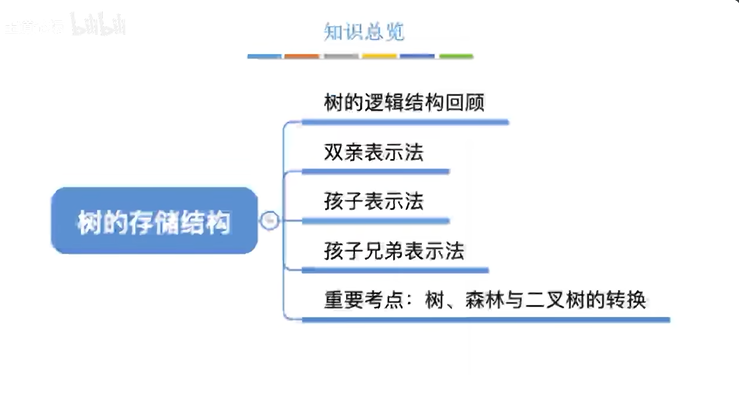 bilibili
知识总览
树的逻辑结构回顾
双亲表示法
孩子表示法
树的存储结构
孩子兄弟表示法
重要考点：树、森林与二叉树的转换